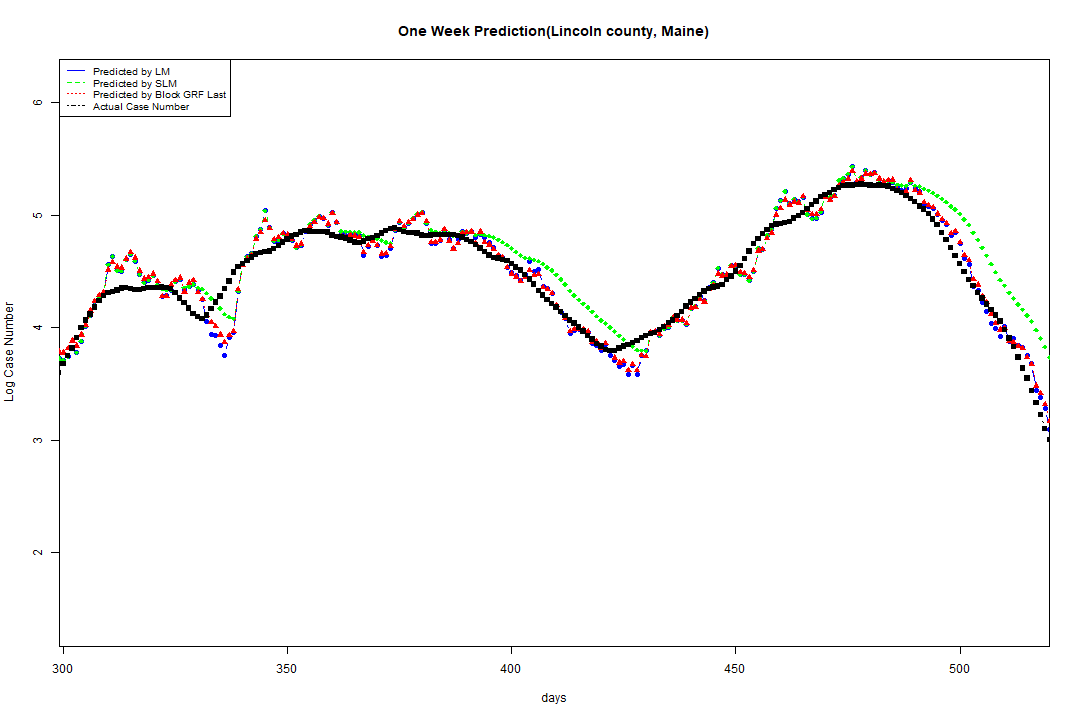 One Week Prediction(Lincoln county, Maine)
Predicted by LM
Predicted by SLM
Predicted by Block GRF Last
Actual Case Number
6
5
4
3
2
Log Case Number
300 350 400 450 500
days